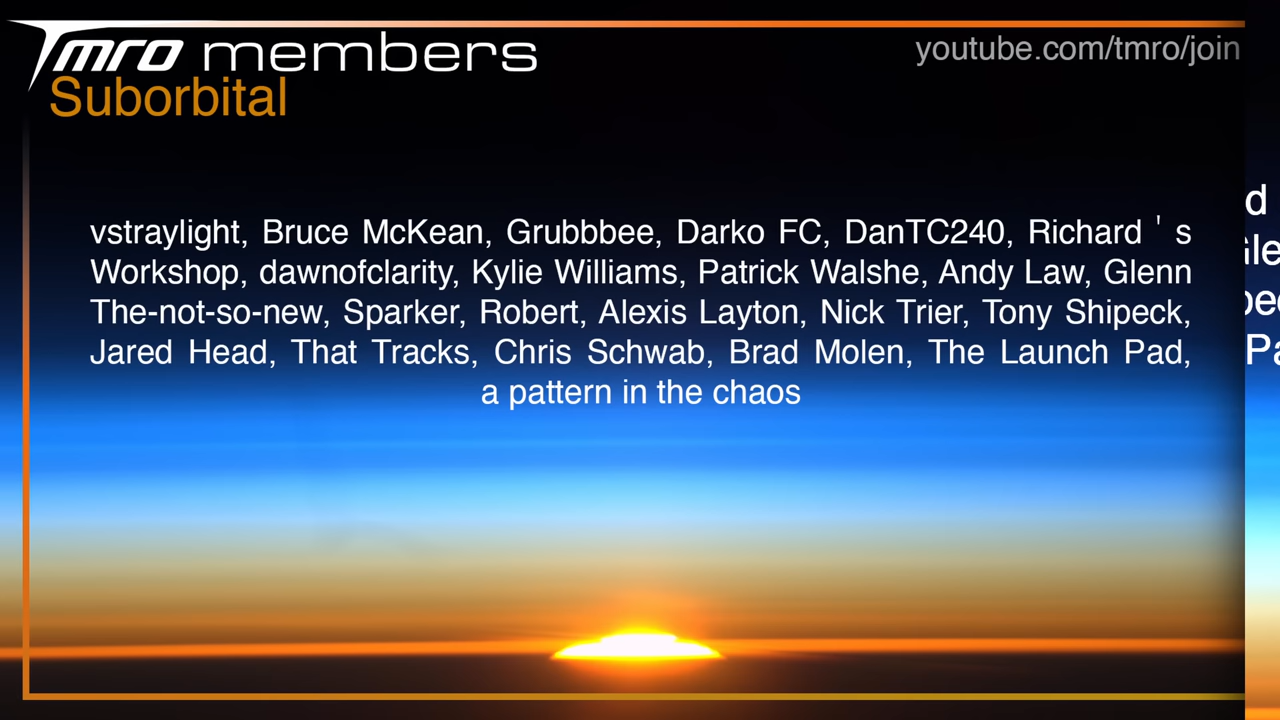 Tmro members
youtube.com/tmro/join
Suborbital
vstraylight, Bruce McKean, Grubbbee, Darko FC, DanTC240, Richard ' s
Workshop, dawnofclarity, Kylie Williams, Patrick Walshe, Andy Law, Glenn
The-not-so-new, Sparker, Robert, Alexis Layton, Nick Trier, Tony Shipeck,
Jared Head, That Tracks, Chris Schwab, Brad Molen, The Launch Pad,
a pattern in the chaos